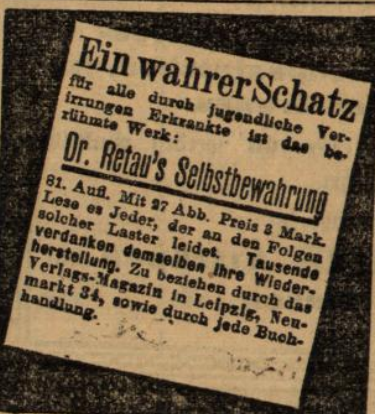 Ein wahrer Schatz
für alle durch jugendliche Ver-
irrungen Erkrankte ist das be-
rühmte Werk:
Dr. Retau's Selbstbewahrung
81. Aufl. Mit 27 Abb. Preis 3 Mark.
Lese es Jeder, der an den Folgen
solcher Laster leidet. Tausende
verdanken demselben ihre Wieder-
herstellung. Zu beziehen durch das
Verlags-Magazin in Leipzig, Neu-
markt 34, sowie durch jede Buch-
handlung.